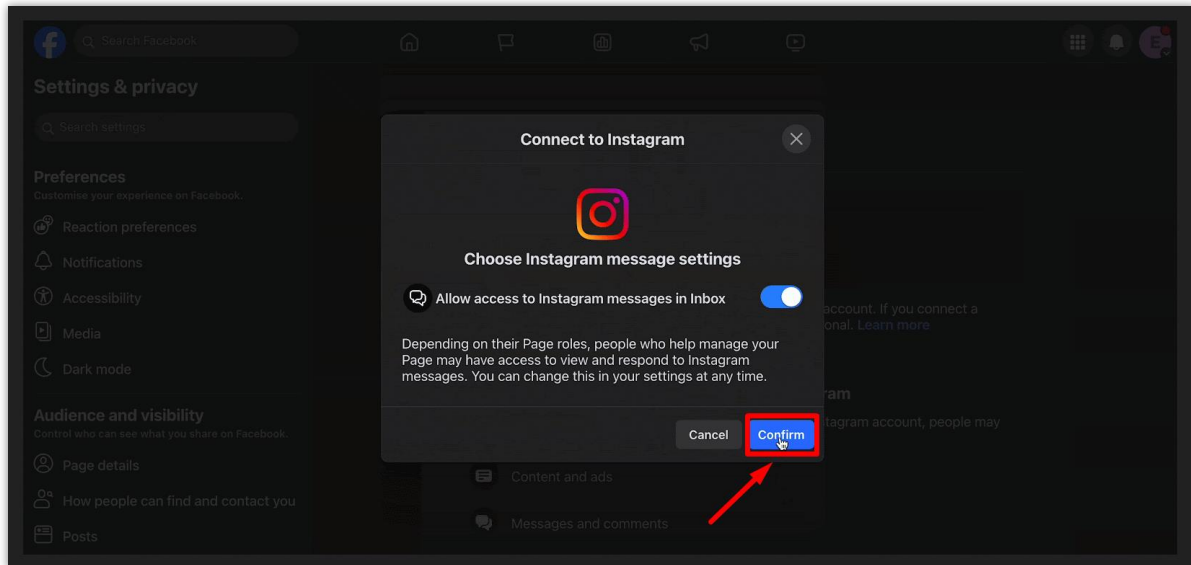 Search Facebook
E
Settings & privacy
Search settings
Preferences
Customise your experience on Facebook.
Reaction preferences
Notifications
Accessibility
Media
Dark mode
Audience and visibility
Control who can see what you share on Facebook.
Page details
How people can find and contact you
Posts
Connect to Instagram
Choose Instagram message settings
Allow access to Instagram messages in Inbox
Depending on their Page roles, people who help manage your
Page may have access to view and respond to Instagram
messages. You can change this in your settings at any time.
Cancel
Confirm
account. If you connect a
onal. Learn more
ram
tagram account, people may
Content and ads
Messages and comments